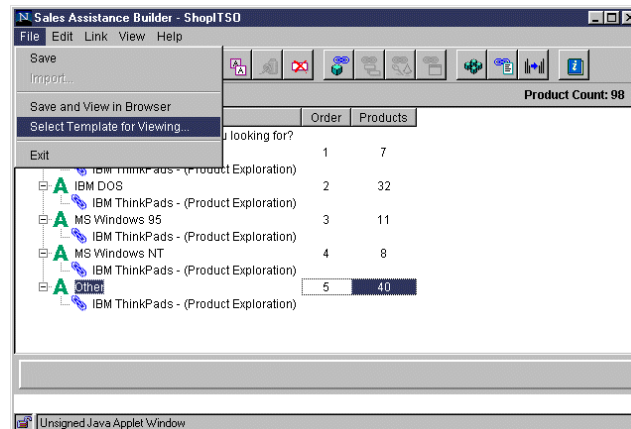 Sales Assistance Builder - ShopITSO
File Edit Link View Help
Save
Import...
Save and View in Browser
Select Template for Viewing...
Exit
Product Count: 98
Order Products
looking for?
1 7
IBM ThinkPads - (Product Exploration)
A IBM DOS 2 32
IBM ThinkPads - (Product Exploration)
A MS Windows 95 3 11
IBM ThinkPads - (Product Exploration)
A MS Windows NT 4 8
IBM ThinkPads - (Product Exploration)
A Other 5 40
IBM ThinkPads - (Product Exploration)
Unsigned Java Applet Window